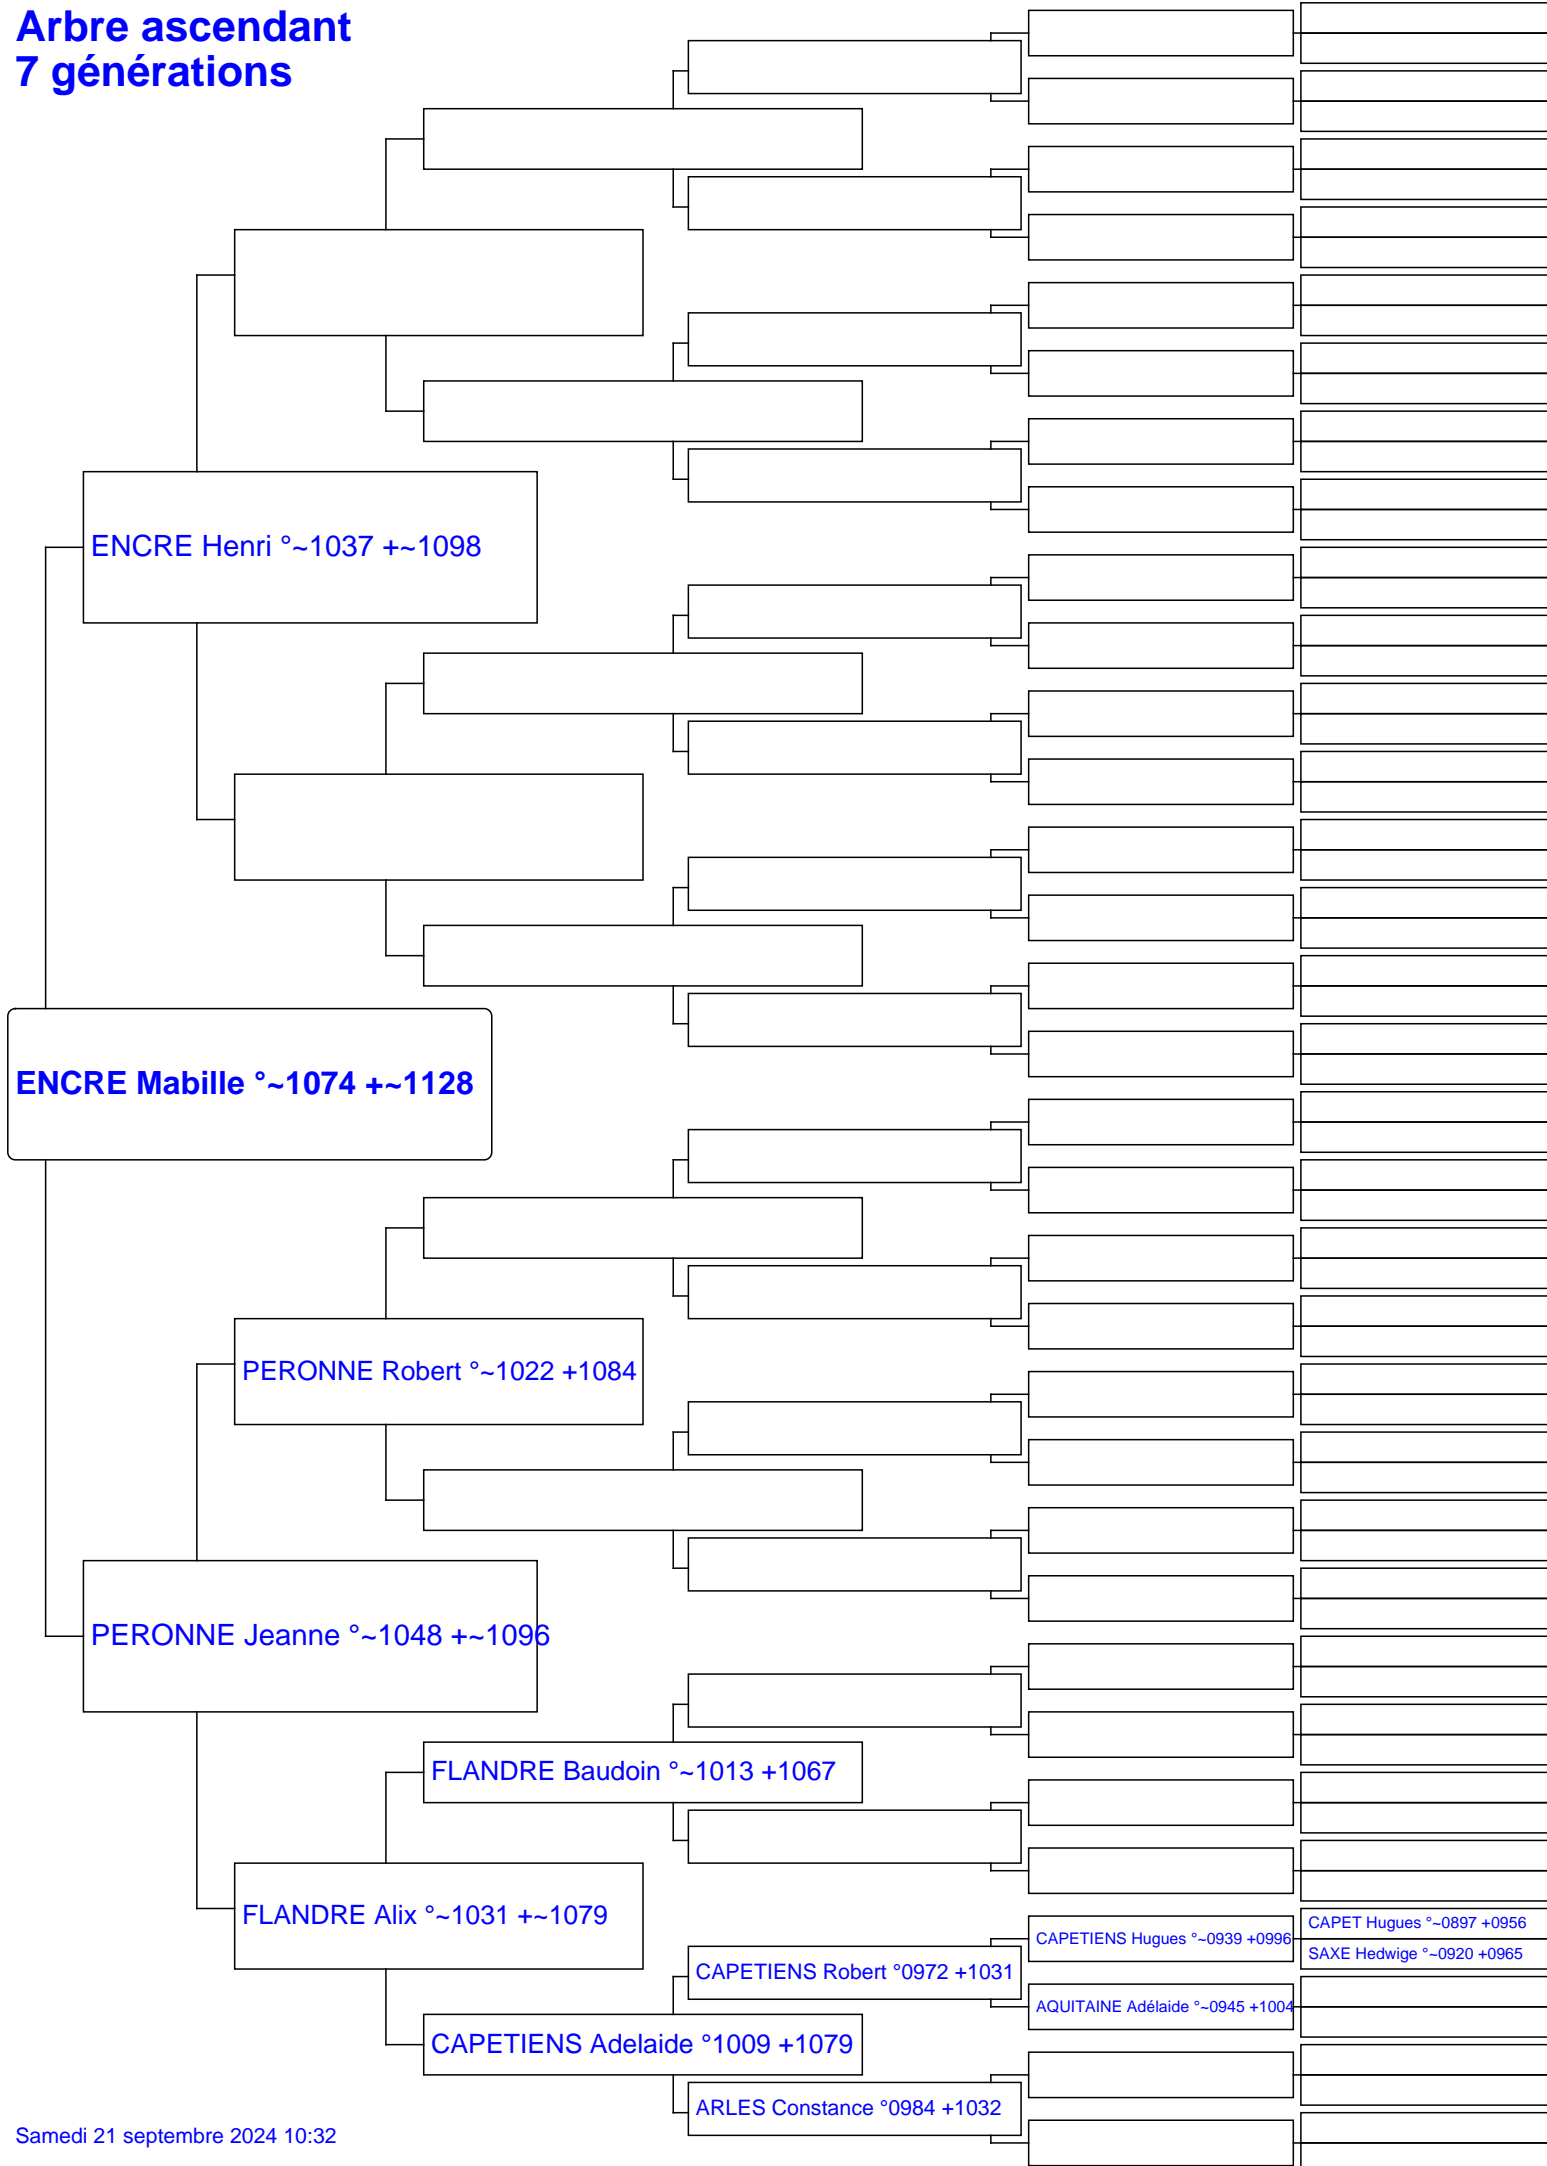 Arbre ascendant
7 générations
ENCRE Henri °~1037 +~1098
ENCRE Mabille °~1074 +~1128
PERONNE Robert °~1022 +1084
PERONNE Jeanne °~1048 +~1096
FLANDRE Baudoin °~1013 +1067
FLANDRE Alix °~1031 +~1079
CAPETIENS Robert °0972 +1031
CAPETIENS Hugues °~0939 +0996
CAPET Hugues °~0897 +0956
SAXE Hedwige °~0920 +0965
AQUITAINE Adélaide °~0945 +1004
CAPETIENS Adelaide °1009 +1079
ARLES Constance °0984 +1032
Samedi 21 septembre 2024 10:32